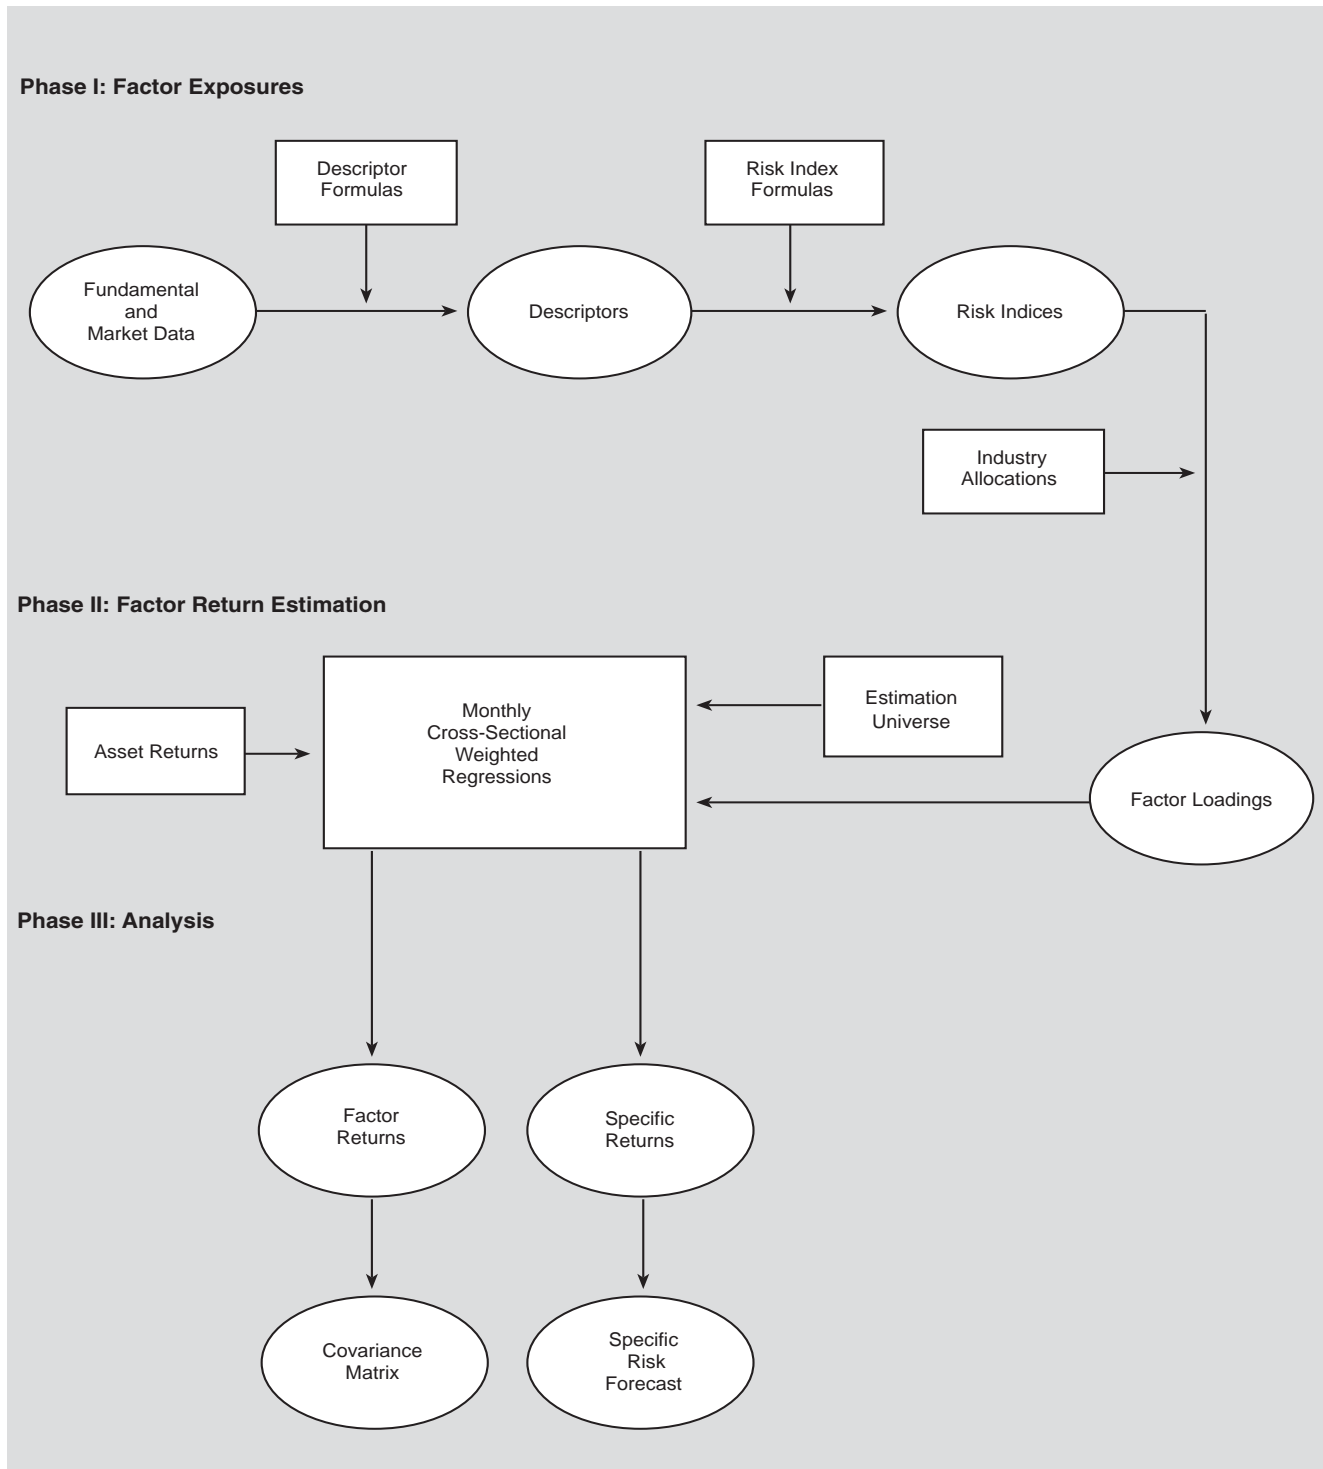 Phase I: Factor Exposures
Descriptor
Formulas
Risk Index
Formulas
Fundamental
and
Market Data
Descriptors
Risk Indices
Industry
Allocations
Phase II: Factor Return Estimation
Asset Returns
Monthly
Cross-Sectional
Weighted
Regressions
Estimation
Universe
Factor Loadings
Phase III: Analysis
Factor
Returns
Specific
Returns
Covariance
Matrix
Specific
Risk
Forecast